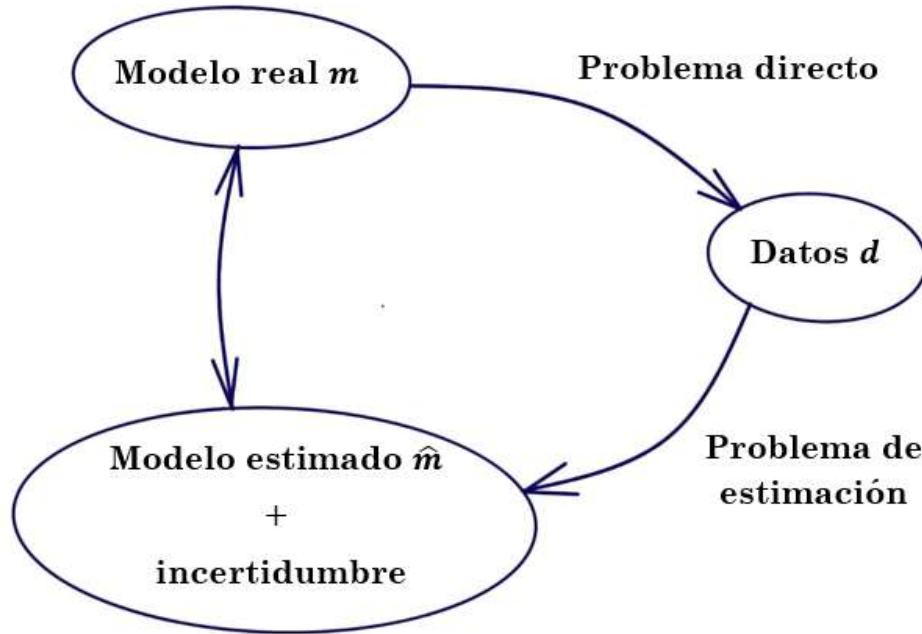 Modelo real m
Problema directo
Datos d
Modelo estimado m̂
+
incertidumbre
Problema de
estimación